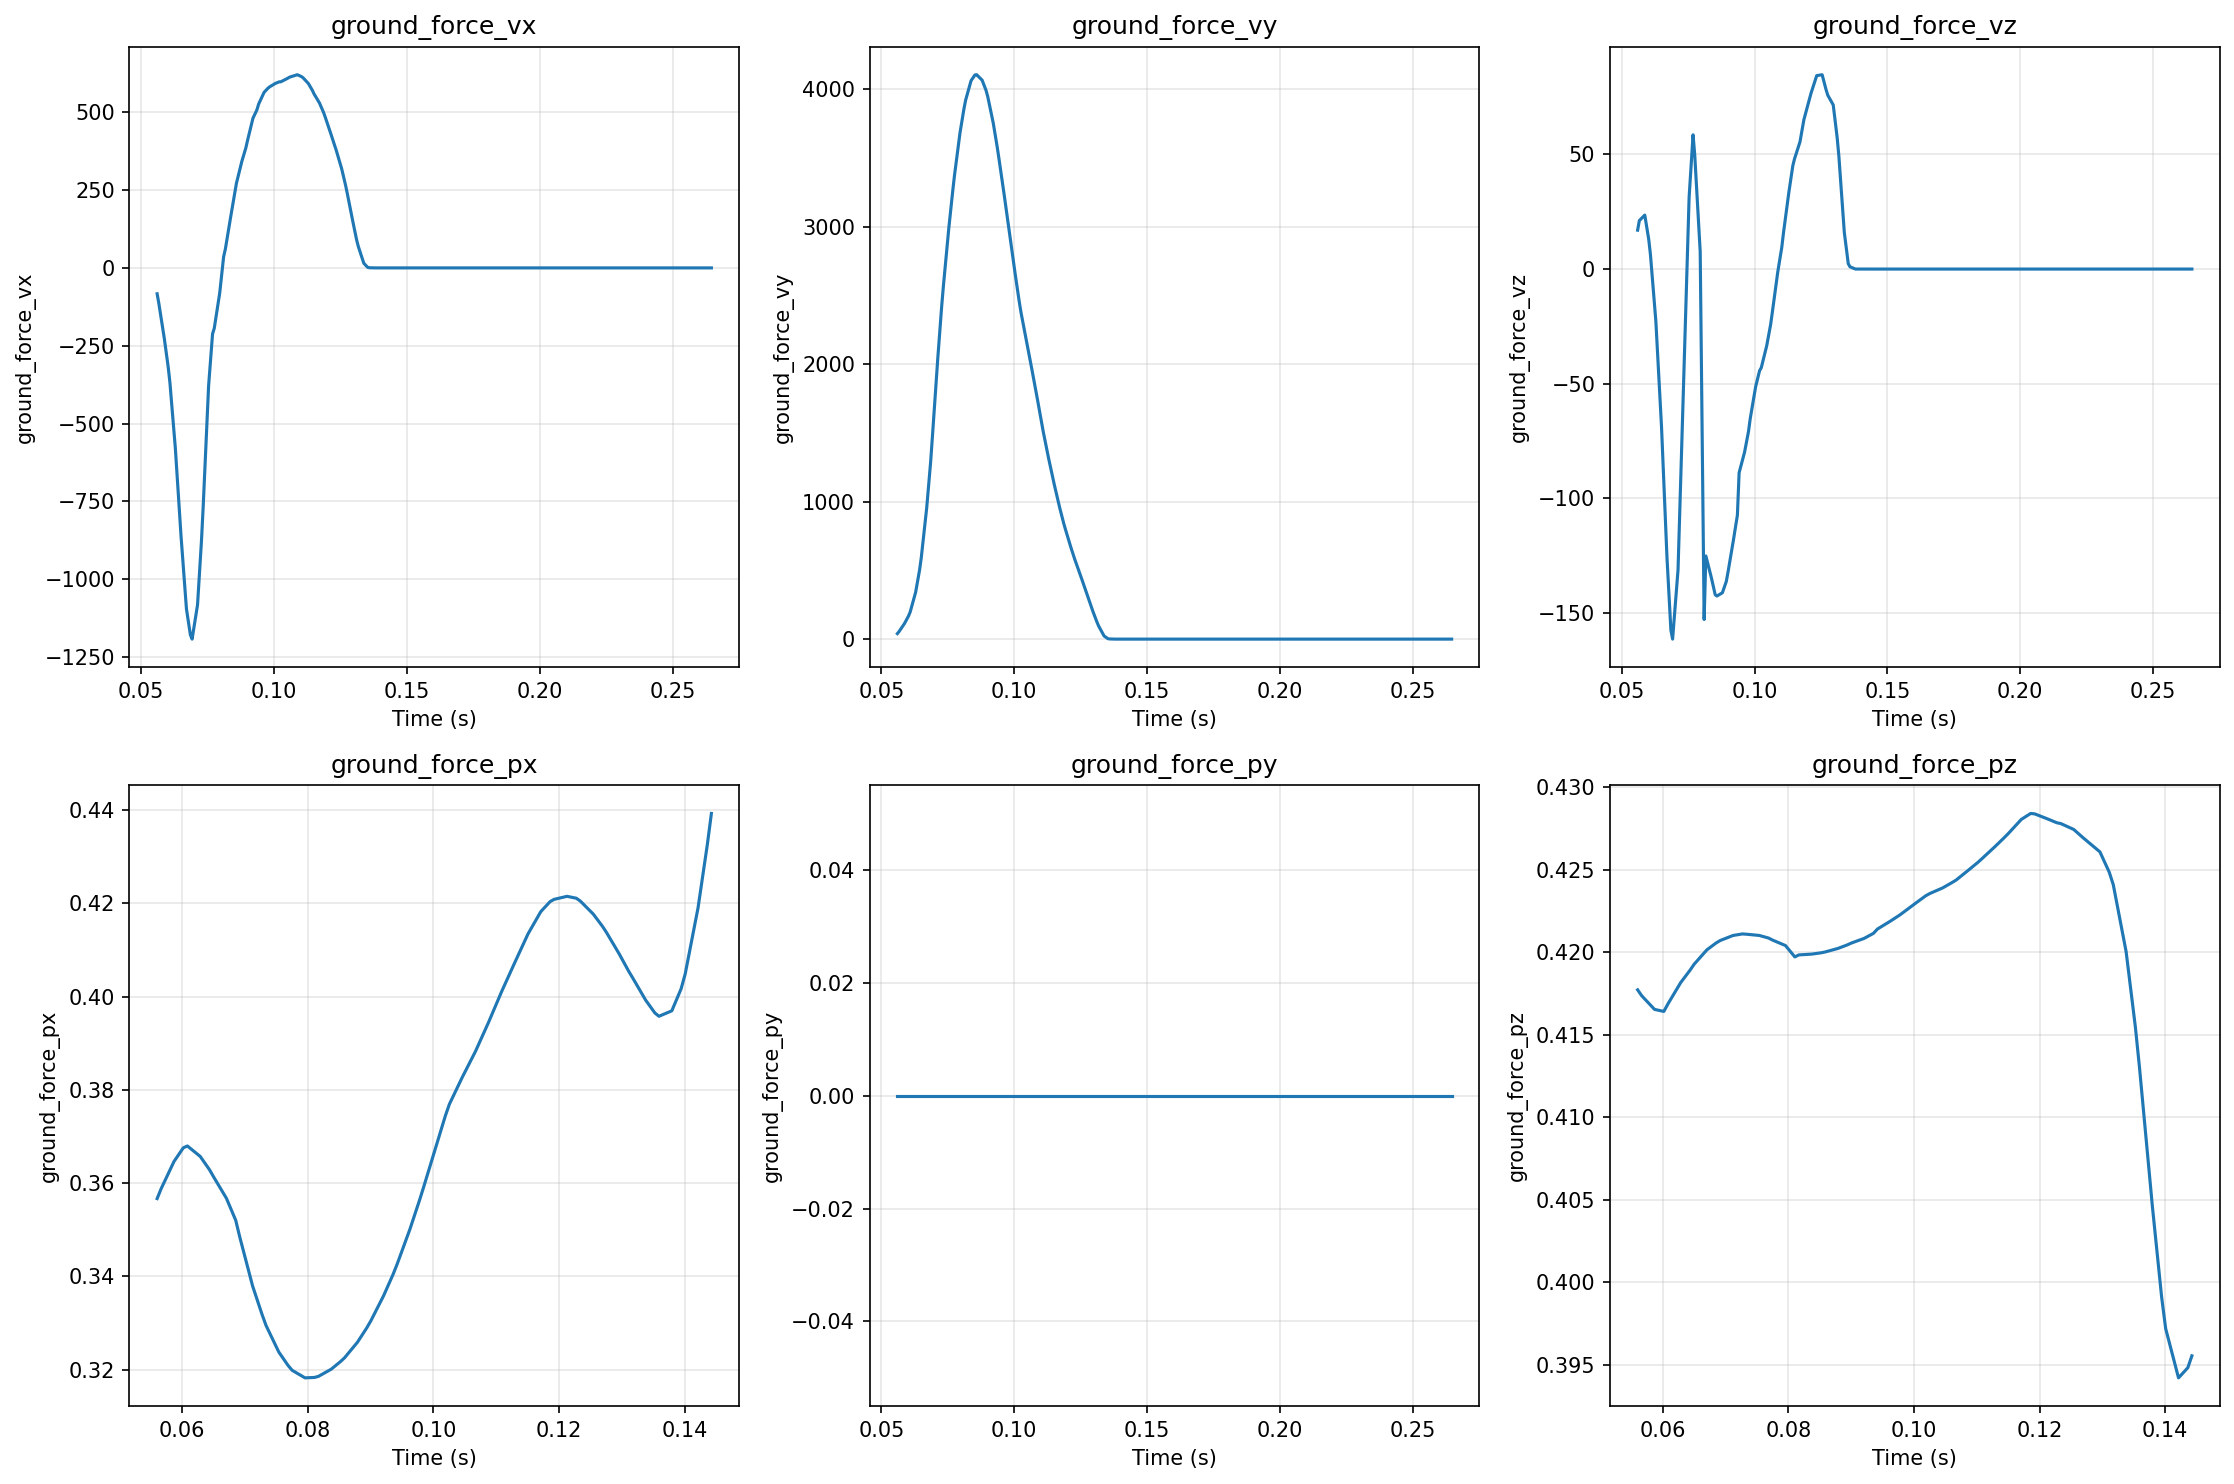 ground_force_vx
ground_force_vx
500
250
0
−250
−500
−750
−1000
−1250
0.05 0.10 0.15 0.20 0.25
Time (s)
ground_force_vy
ground_force_vy
4000
3000
2000
1000
0
0.05 0.10 0.15 0.20 0.25
Time (s)
ground_force_vz
ground_force_vz
50
0
−50
−100
−150
0.05 0.10 0.15 0.20 0.25
Time (s)
ground_force_px
ground_force_px
0.44
0.42
0.40
0.38
0.36
0.34
0.32
0.06 0.08 0.10 0.12 0.14
Time (s)
ground_force_py
ground_force_py
0.04
0.02
0.00
−0.02
−0.04
0.05 0.10 0.15 0.20 0.25
Time (s)
ground_force_pz
ground_force_pz
0.430
0.425
0.420
0.415
0.410
0.405
0.400
0.395
0.06 0.08 0.10 0.12 0.14
Time (s)